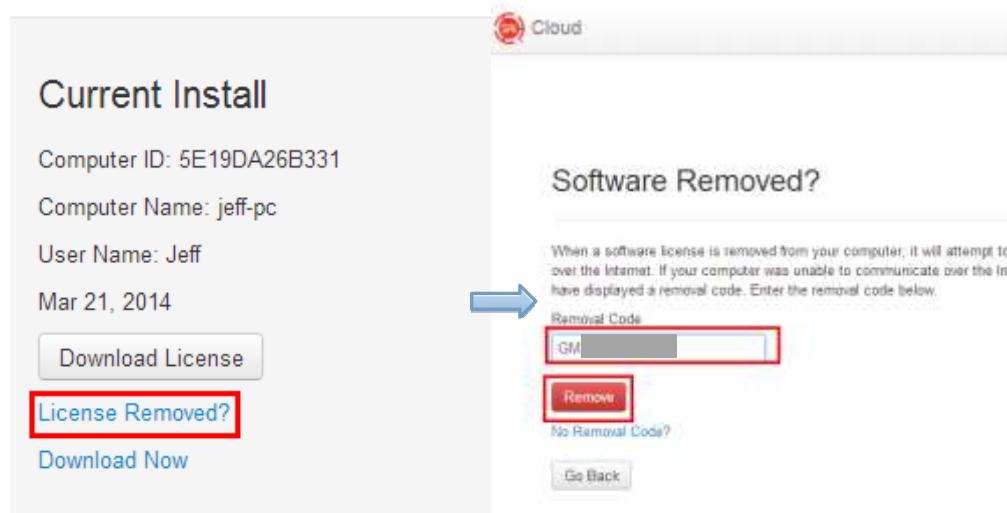 Current Install
Computer ID: 5E19DA26B331
Computer Name: jeff-pc
User Name: Jeff
Mar 21, 2014
Download License
License Removed?
Download Now
Cloud
Software Removed?
When a software license is removed from your computer, it will attempt to
over the Internet. If your computer was unable to communicate over the In
have displayed a removal code. Enter the removal code below.
Removal Code
GM
Remove
No Removal Code?
Go Back